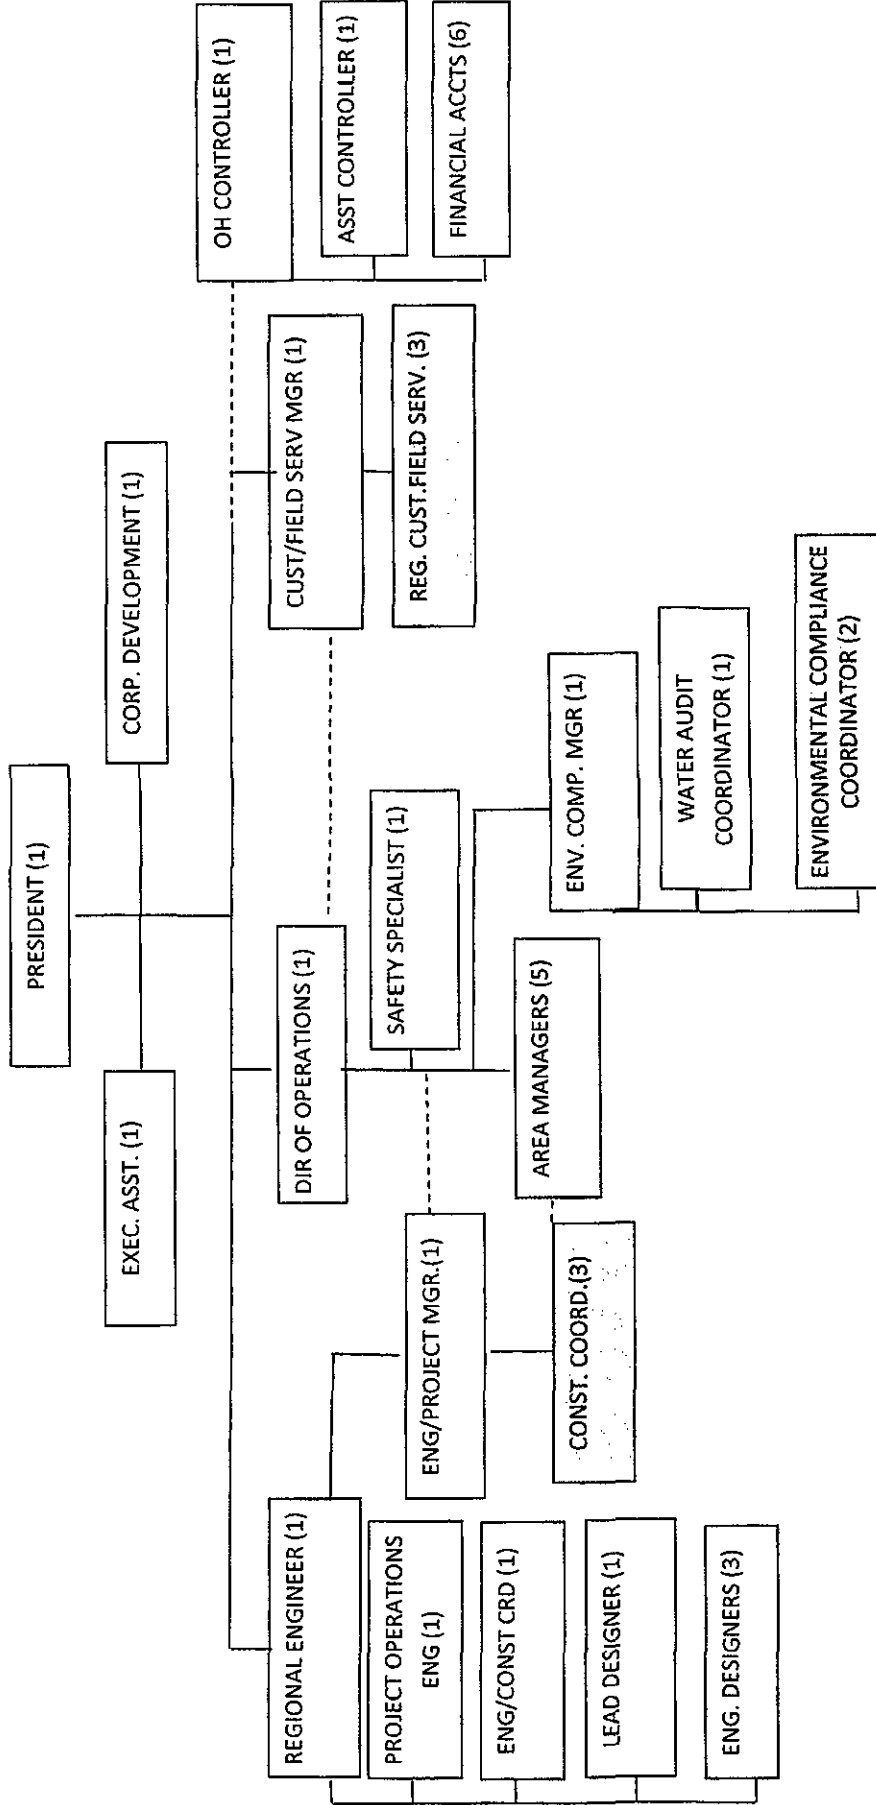 PRESIDENT (1)
EXEC. ASST. (1)
CORP. DEVELOPMENT (1)
REGIONAL ENGINEER (1)
PROJECT OPERATIONS
ENG (1)
ENG/CONST CRD (1)
LEAD DESIGNER (1)
ENG. DESIGNERS (3)
ENG/PROJECT MGR.(1)
CONST. COORD.(3)
DIR OF OPERATIONS (1)
SAFETY SPECIALIST (1)
AREA MANAGERS (5)
ENV. COMP. MGR (1)
WATER AUDIT
COORDINATOR (1)
ENVIRONMENTAL COMPLIANCE
COORDINATOR (2)
CUST/FIELD SERV MGR (1)
REG. CUST.FIELD SERV. (3)
OH CONTROLLER (1)
ASST CONTROLLER (1)
FINANCIAL ACCTS (6)